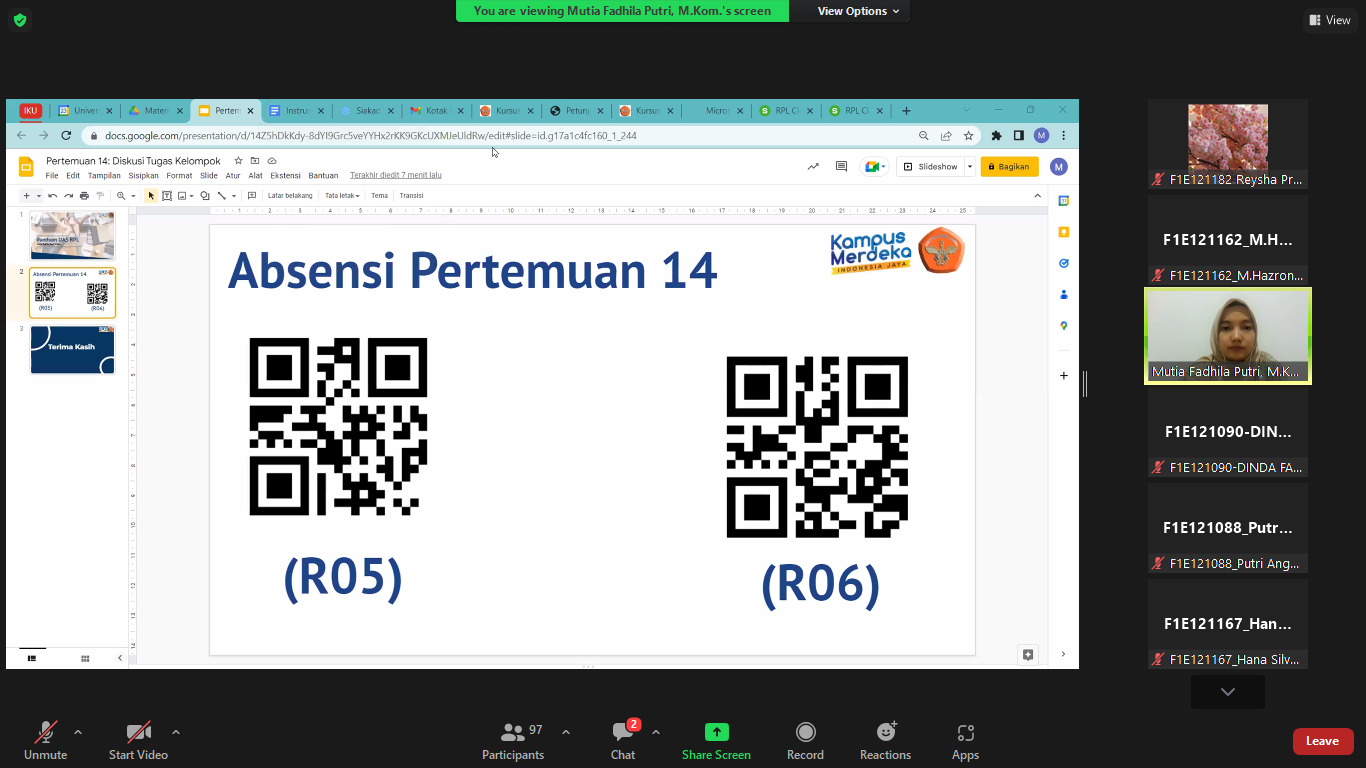 You are viewing Mutia Fadhila Putri, M.Kom.'s screen
View Options
View
IKU
Univer
Mater
Pertem
Instru
Siakad
Kotak
Kursu
Petunj
Kursu
Micros
RPL C
RPL C
docs.google.com/presentation/d/14Z5hDkKdy-8dYI9Grc5veYYHx2rKK9GKcUXMJeUldRw/edit#slide=id.g17a1c4fc160_1_244
M
Pertemuan 14: Diskusi Tugas Kelompok
File Edit Tampilan Sisipkan Format Slide Atur Alat Ekstensi Bantuan Terakhir diedit 7 menit lalu
Slideshow
Bagikan
M
Latar belakang
Tata letak
Tema
Transisi
1
Panduan UAS RPL
2
Absensi Pertemuan 14
(R05)
(R06)
3
Terima Kasih
Absensi Pertemuan 14
Kampus
Merdeka
INDONESIA JAYA
(R05)
(R06)
F1E121182 Reysha Pr...
F1E121162_M.H...
F1E121162_M.Hazron...
Mutia Fadhila Putri, M.K...
F1E121090-DIN...
F1E121090-DINDA FA...
F1E121088_Putr...
F1E121088_Putri Ang...
F1E121167_Han...
F1E121167_Hana Silv...
Unmute
Start Video
97
Participants
2
Chat
Share Screen
Record
Reactions
Apps
Leave